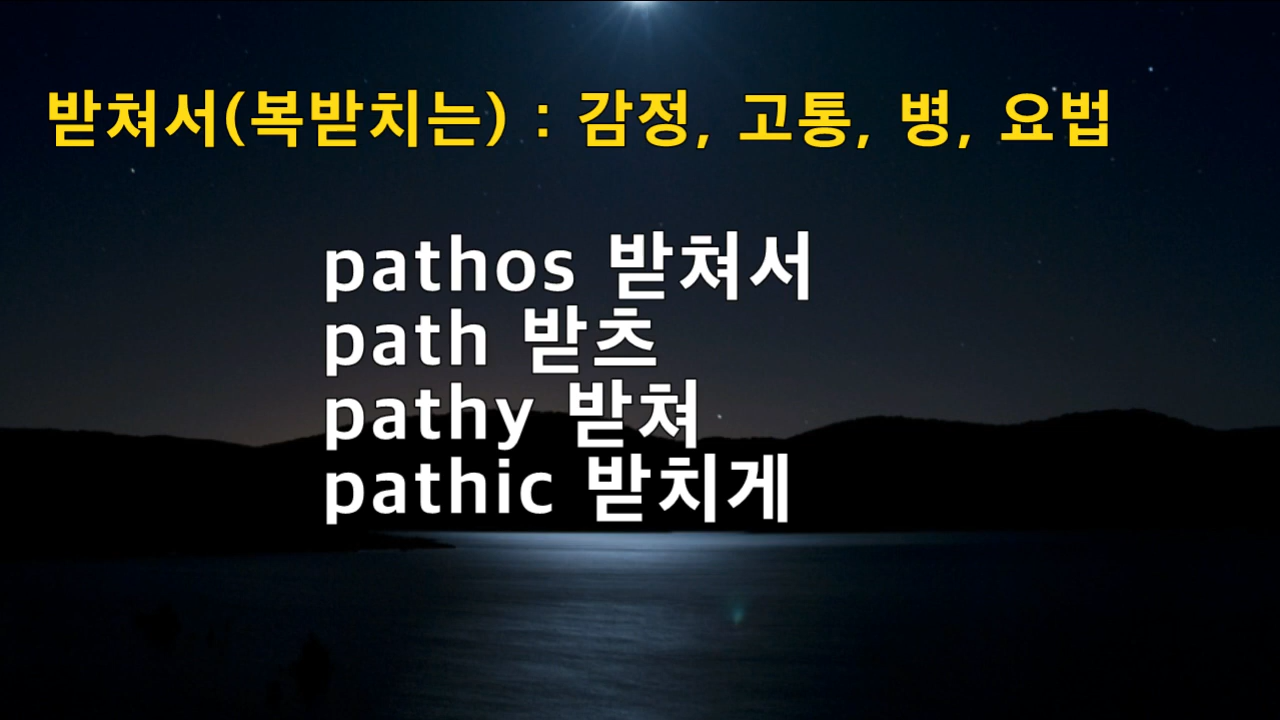 받쳐서(복받치는) : 감정, 고통, 병, 요법
pathos 받쳐서
path 받츠
pathy 받쳐
pathic 받치게